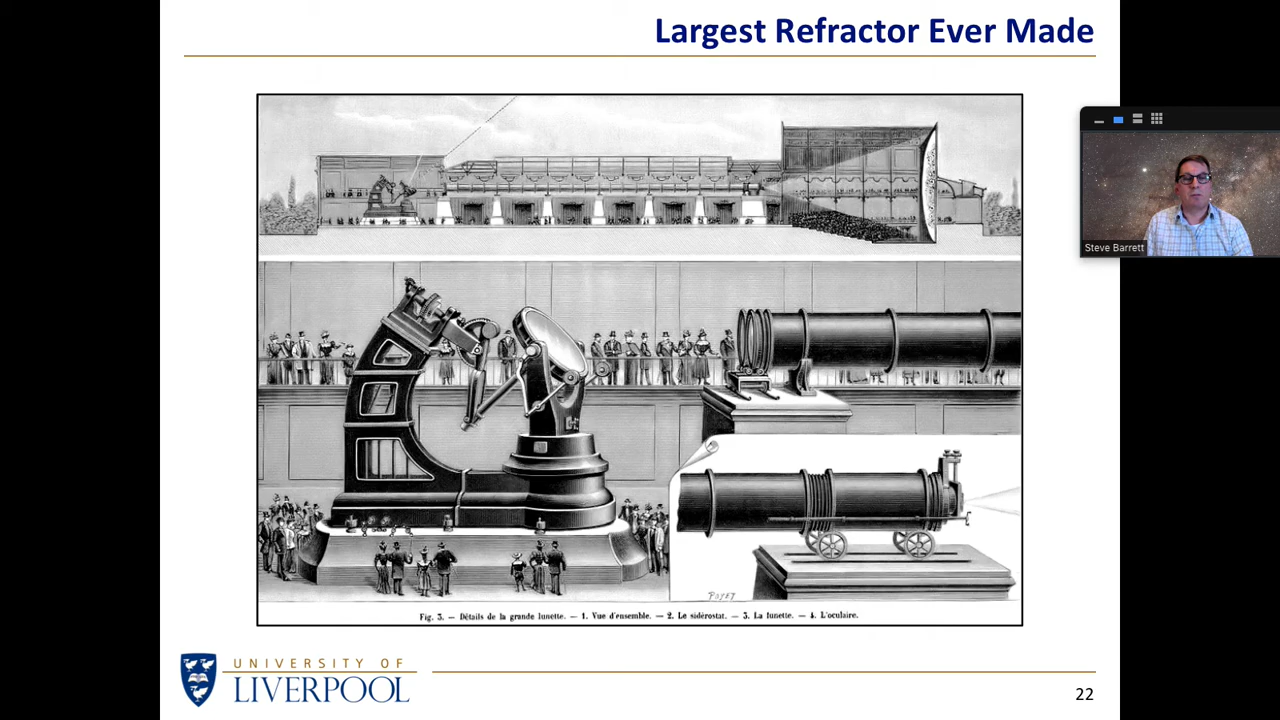 Largest Refractor Ever Made
Steve Barrett
POYET
Fig. 3. — Détails de la grande lunette. — 1. Vue d'ensemble. — 2. Le sidérostat. — 3. La lunette. — 4. L'oculaire.
UNIVERSITY OF
LIVERPOOL
22